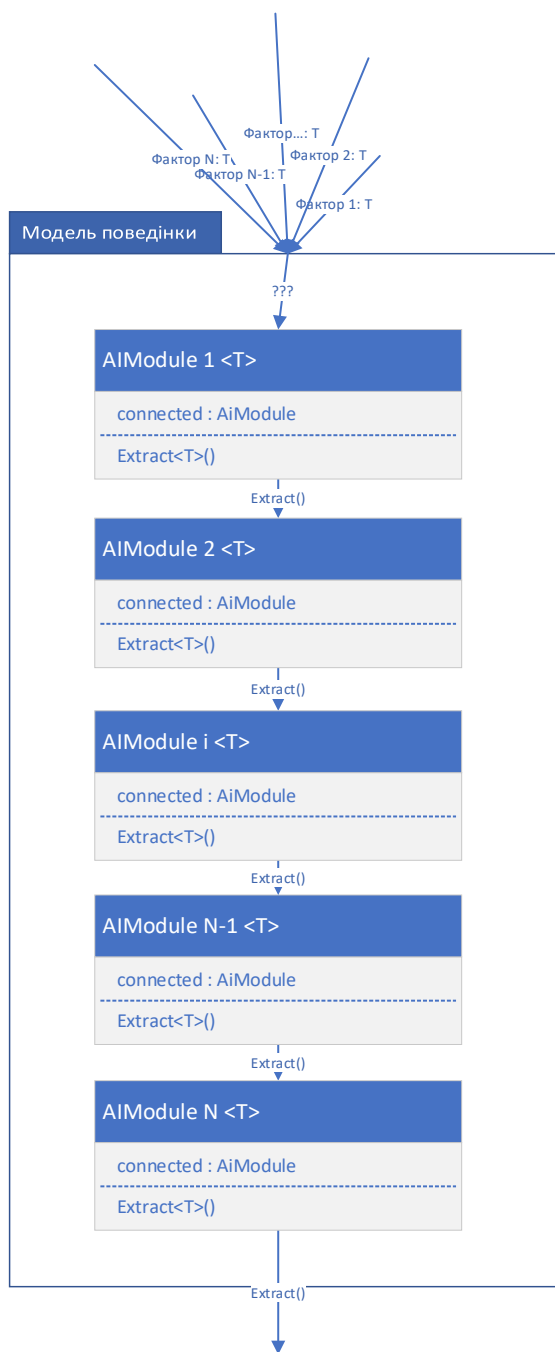 Фактор…: Т
Фактор N: Т
Фактор 2: Т
Фактор N-1: Т
Фактор 1: Т
Модель поведінки
???
AIModule 1 <T>
connected : AiModule
Extract<T>()
Extract()
AIModule 2 <T>
connected : AiModule
Extract<T>()
Extract()
AIModule i <T>
connected : AiModule
Extract<T>()
Extract()
AIModule N-1 <T>
connected : AiModule
Extract<T>()
Extract()
AIModule N <T>
connected : AiModule
Extract<T>()
Extract()